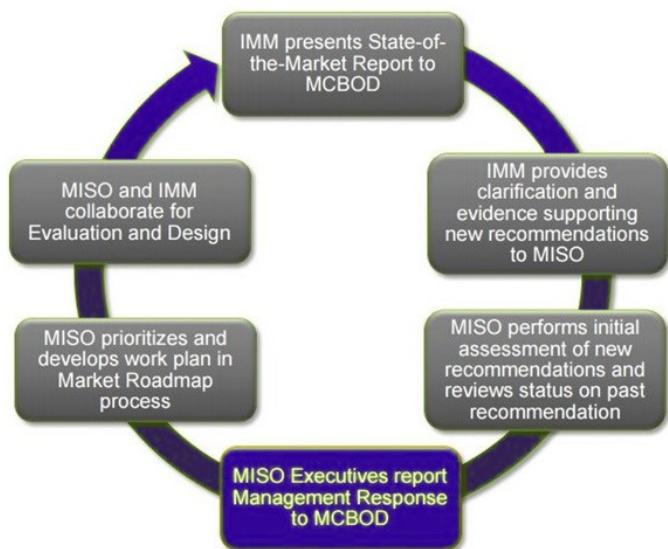 IMM presents State-of-
the-Market Report to
MCBOD
IMM provides
clarification and
evidence supporting
new recommendations
to MISO
MISO performs initial
assessment of new
recommendations and
reviews status on past
recommendation
MISO Executives report
Management Response
to MCBOD
MISO prioritizes and
develops work plan in
Market Roadmap
process
MISO and IMM
collaborate for
Evaluation and Design